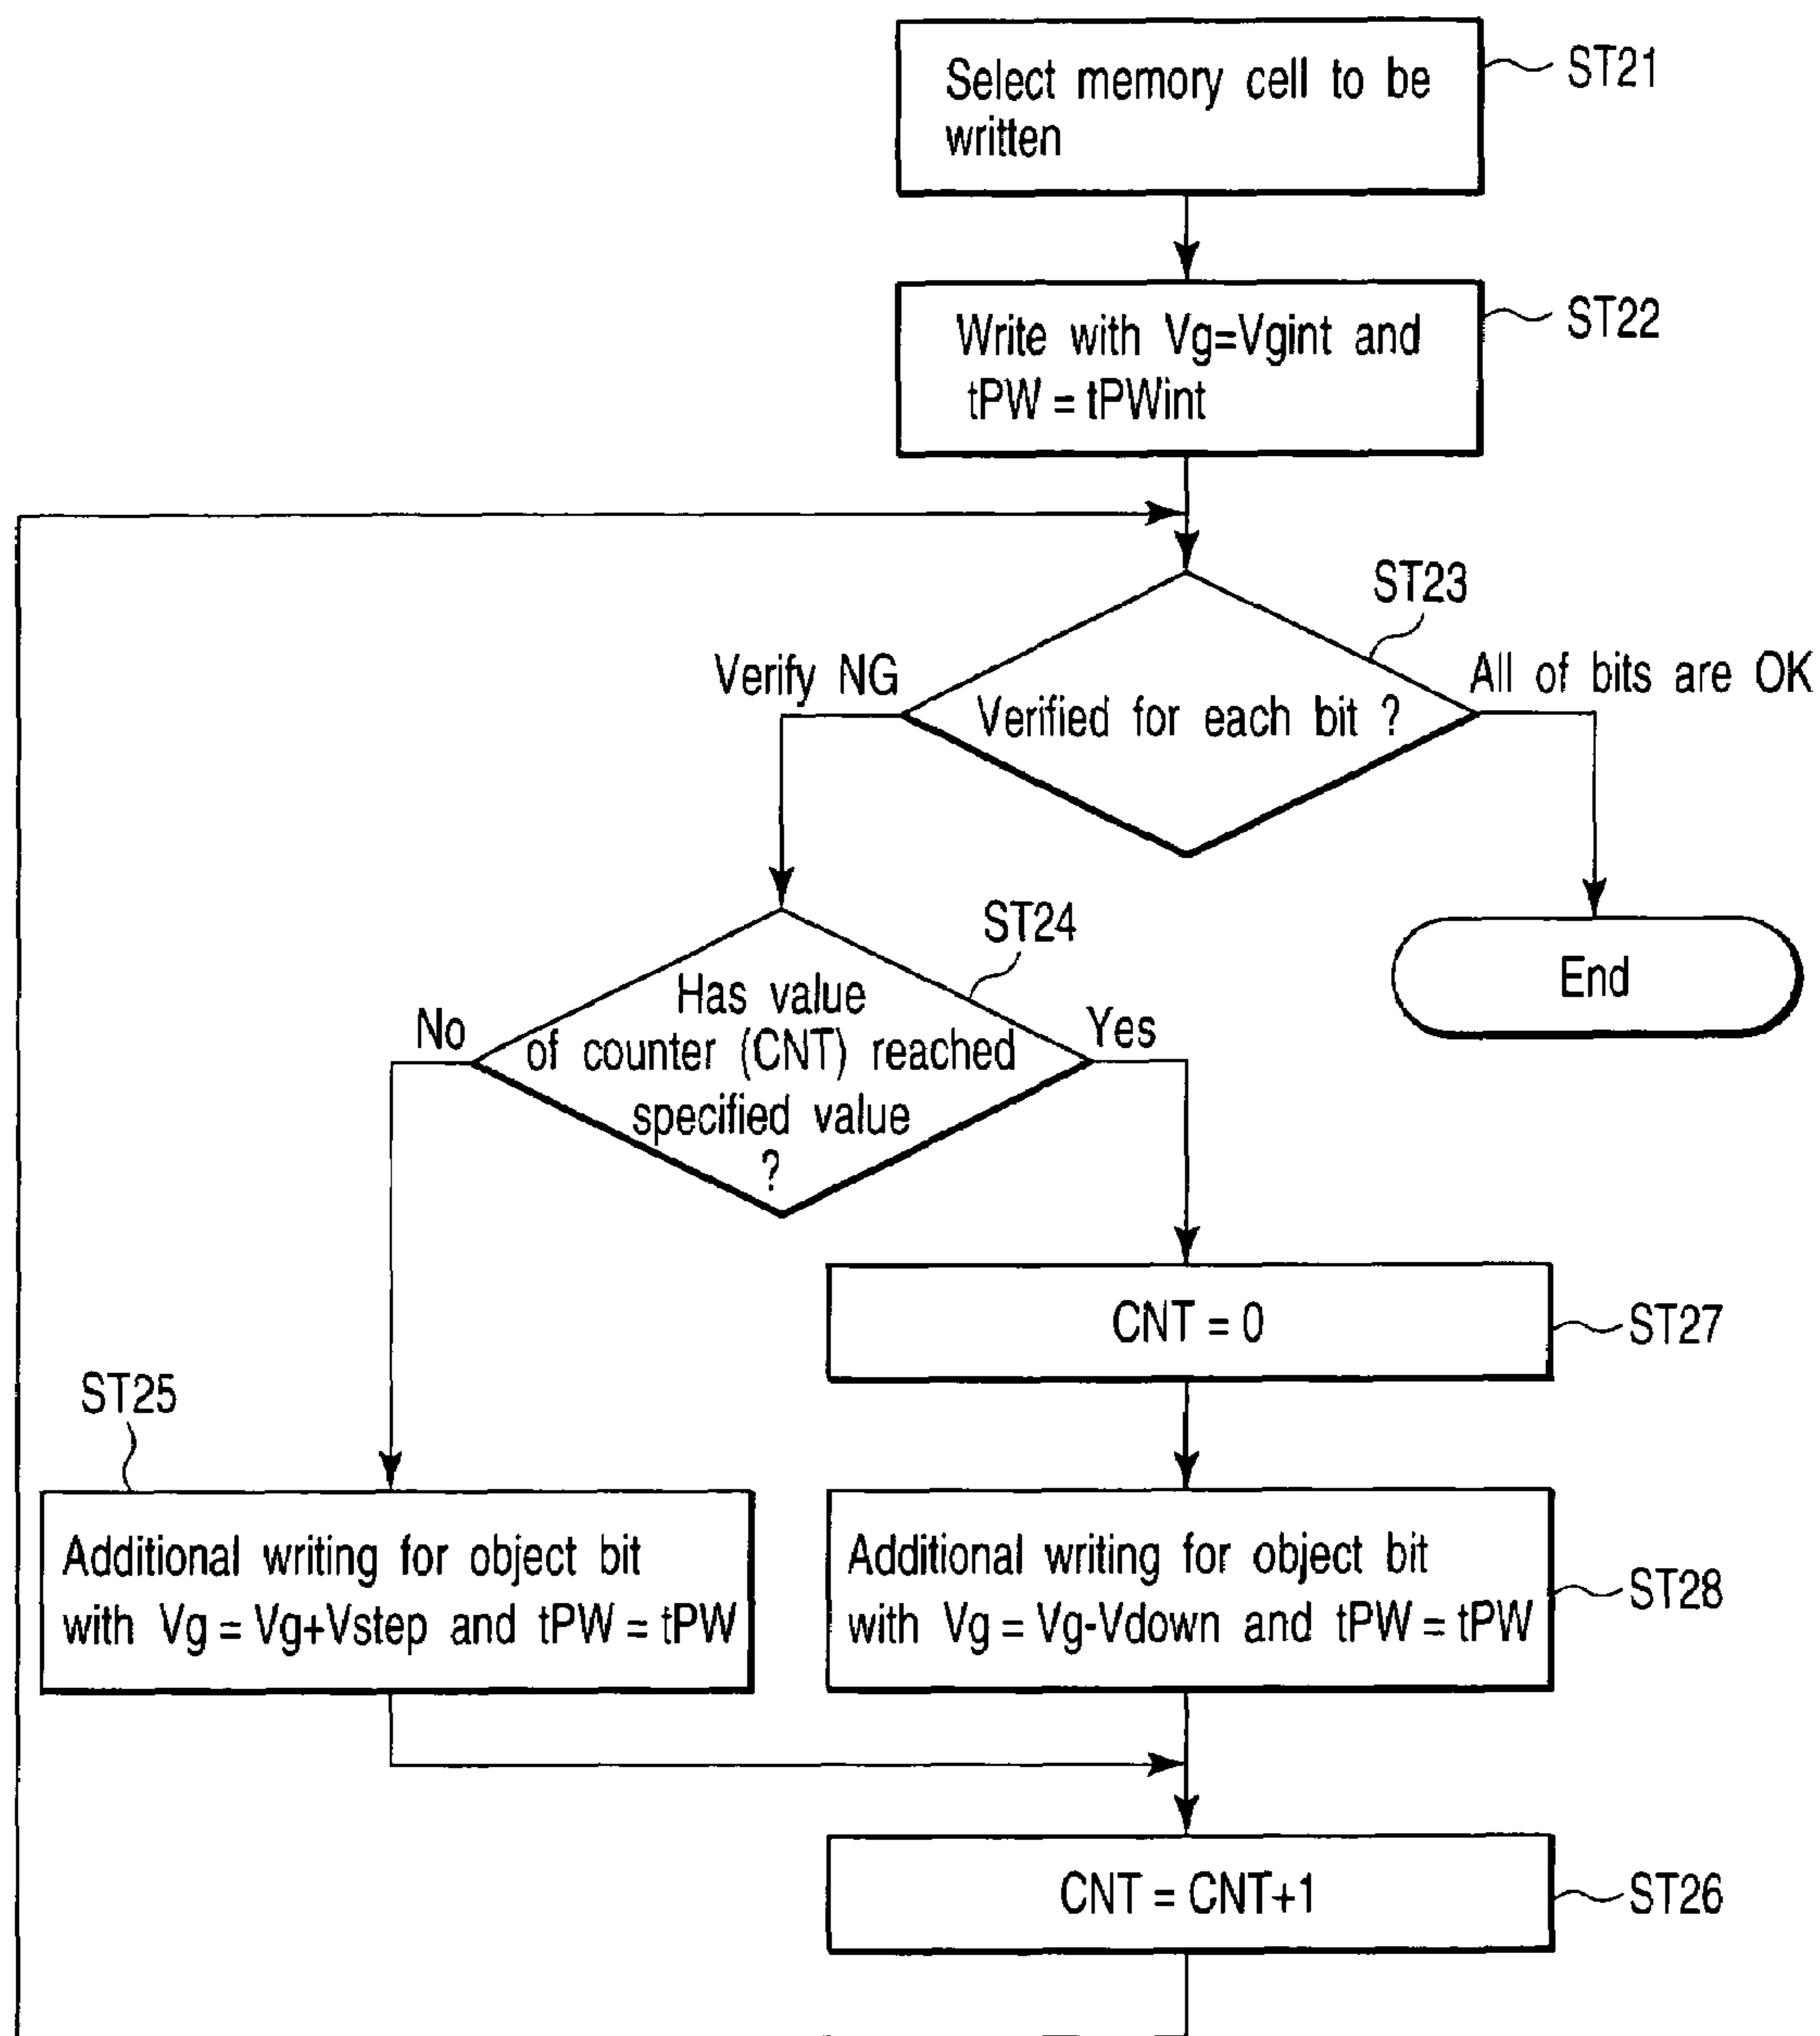 Select memory cell to be
written
ST21
Write with Vg=Vgint and
tPW = tPWint
ST22
ST23
Verify NG
Verified for each bit ?
All of bits are OK
ST24
Has value
of counter (CNT) reached
specified value
?
No
Yes
End
CNT = 0
ST27
ST25
Additional writing for object bit
with Vg = Vg+Vstep and tPW = tPW
Additional writing for object bit
with Vg = Vg-Vdown and tPW = tPW
ST28
CNT = CNT+1
ST26